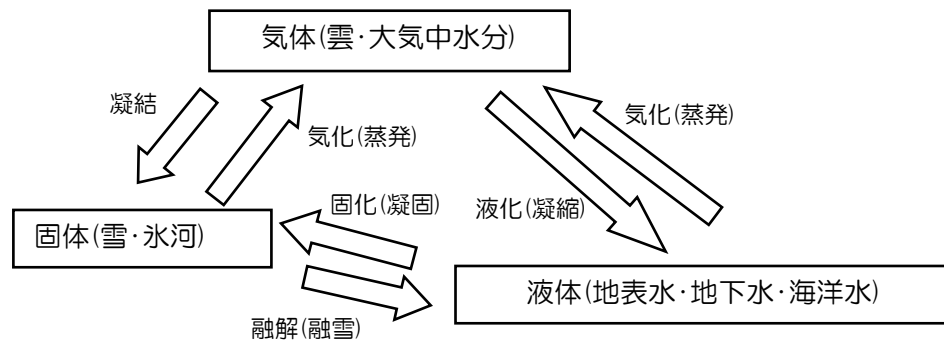 気体(雲·大気中水分)
凝結
気化(蒸発)
気化(蒸発)
固化(凝固)
液化(凝縮)
固体(雪·氷河)
液体(地表水·地下水·海洋水)
融解(融雪)